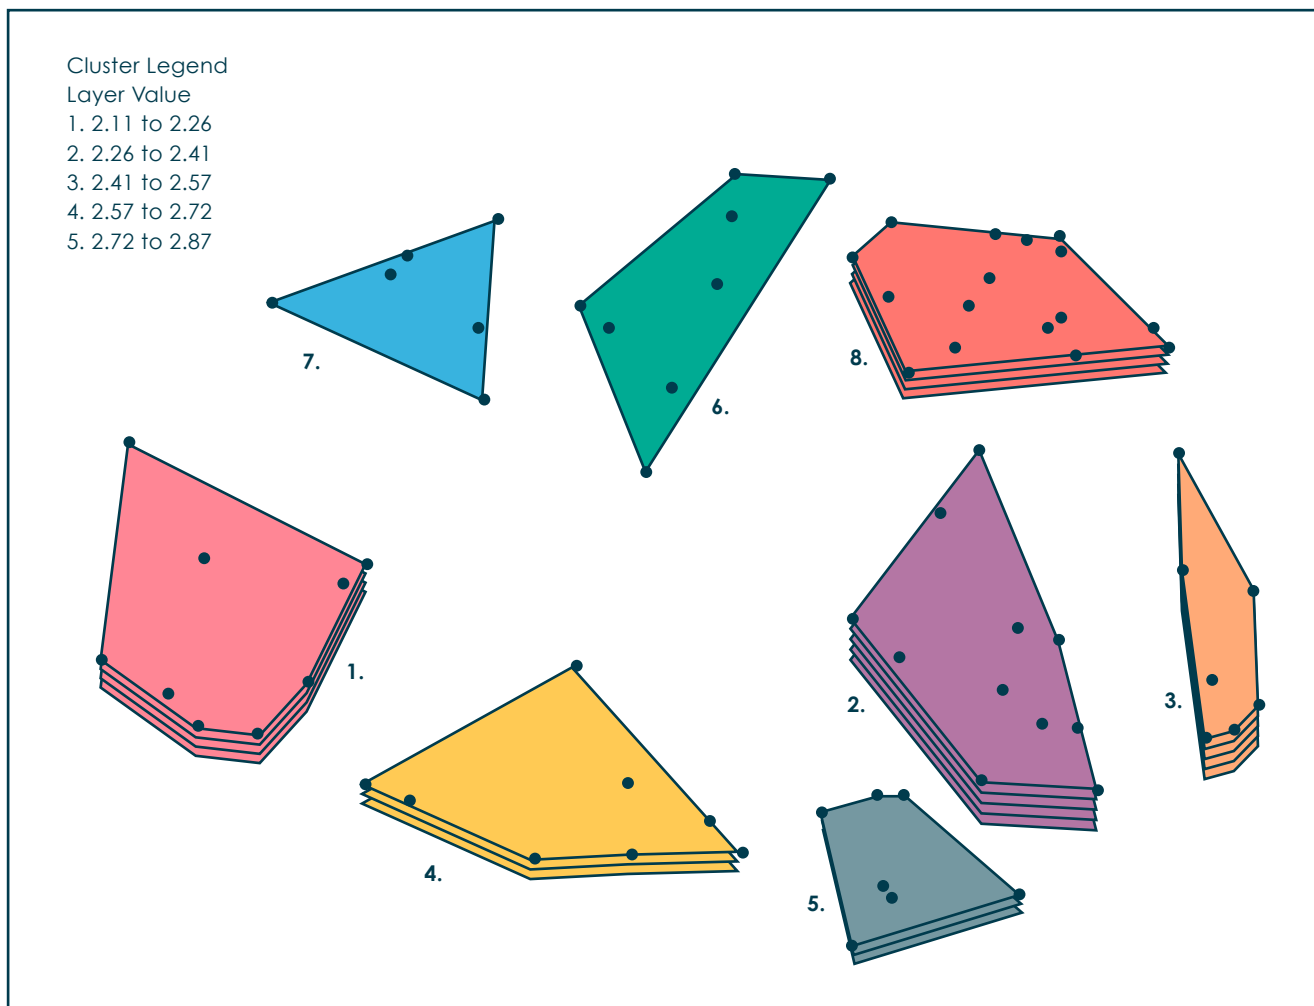 Cluster Legend
Layer Value
1. 2.11 to 2.26
2. 2.26 to 2.41
3. 2.41 to 2.57
4. 2.57 to 2.72
5. 2.72 to 2.87
7.
6.
8.
1.
2.
3.
4.
5.